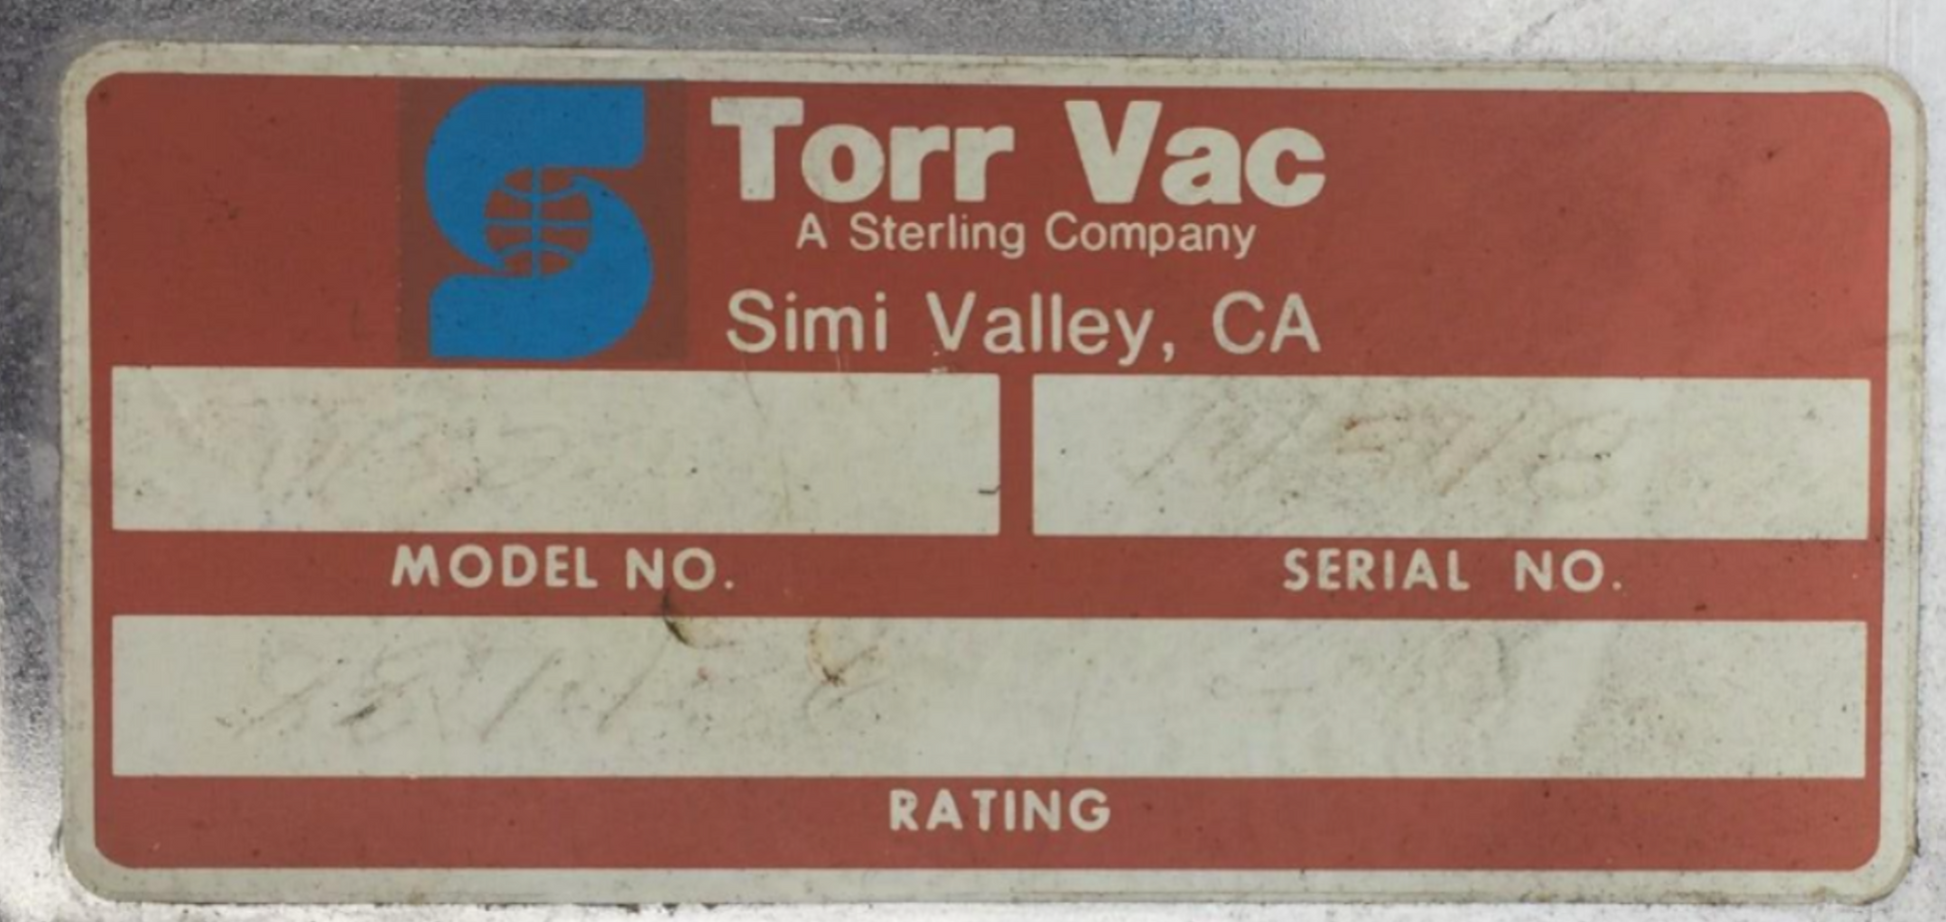 Torr Vac
A Sterling Company
Simi Valley, CA
MODEL NO.
SERIAL NO.
RATING